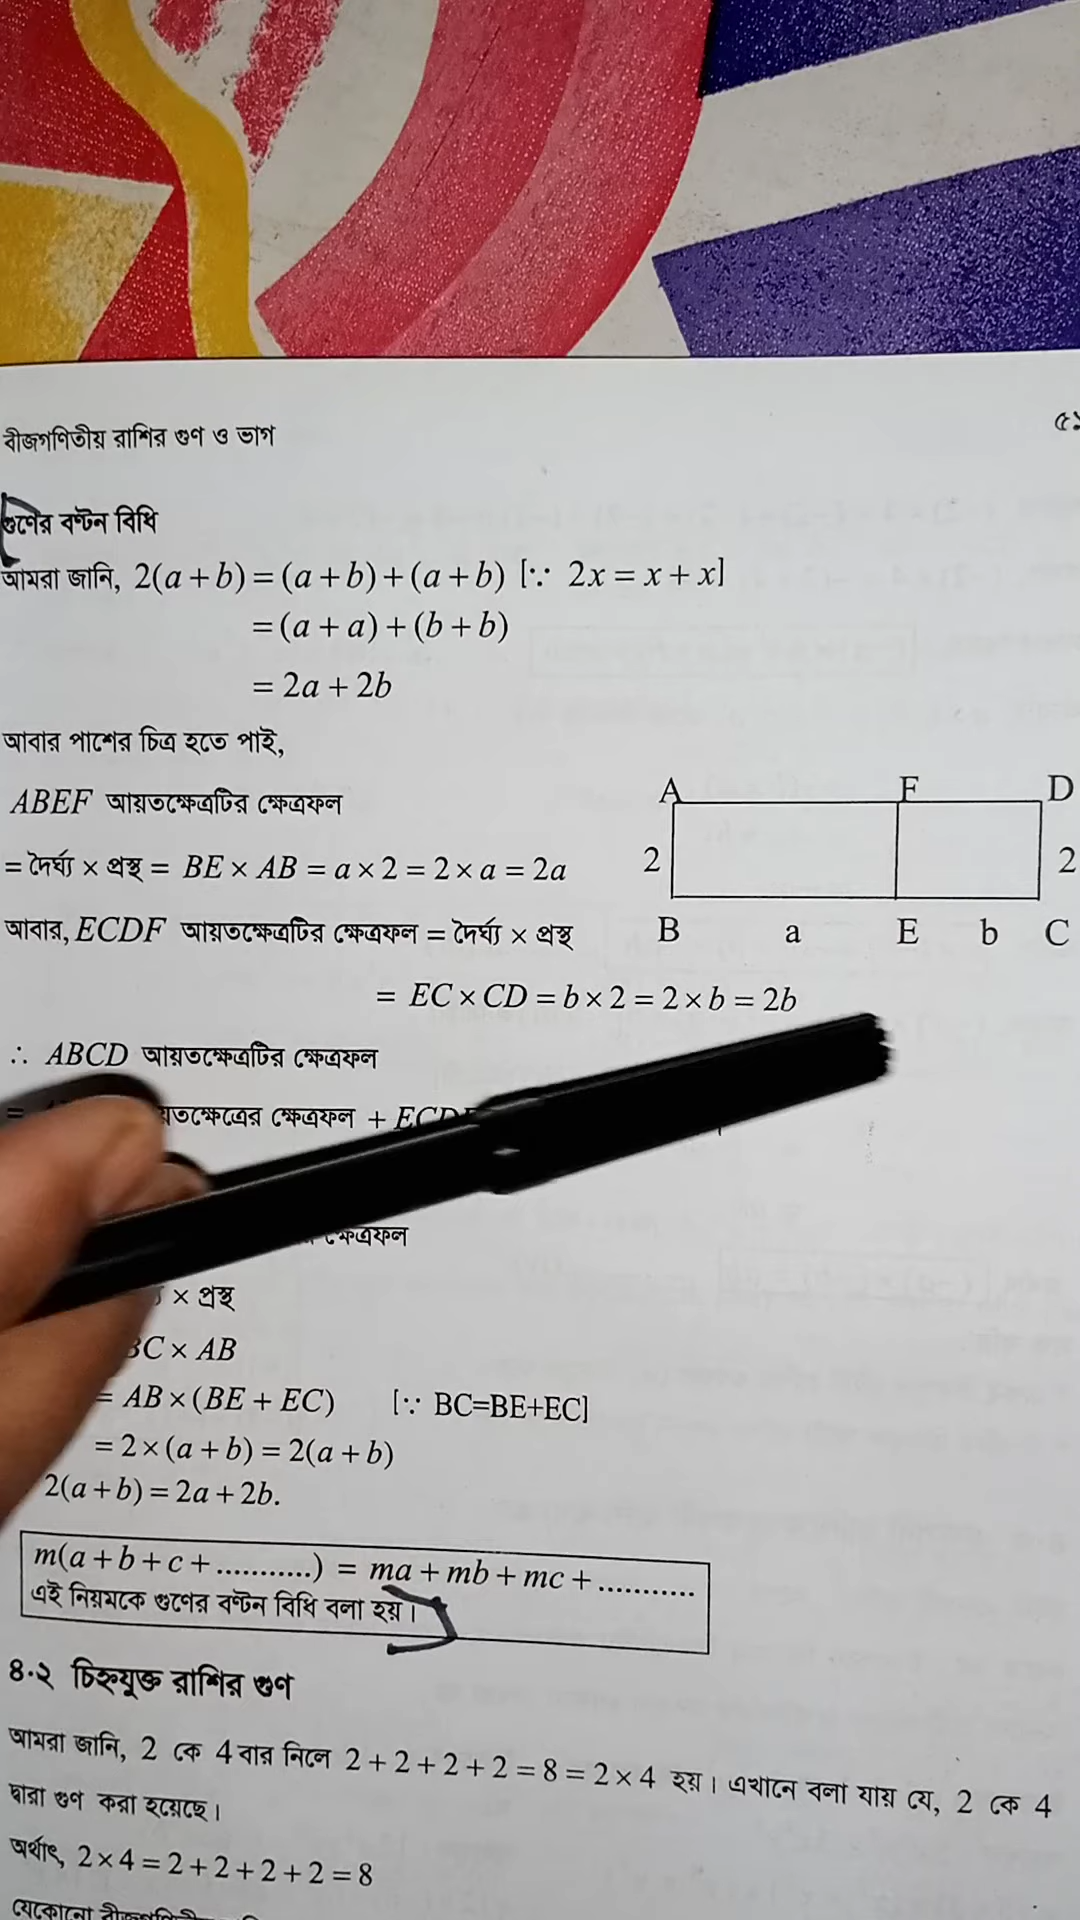 বীজগণিতীয় রাশির গুণ ও ভাগ
গুণের বণ্টন বিধি
আমরা জানি, 2(a + b) = (a + b) + (a + b) [∵ 2x = x + x]
= (a + a) + (b + b)
= 2a + 2b
আবার পাশের চিত্র হতে পাই,
ABEF আয়তক্ষেত্রটির ক্ষেত্রফল
= দৈর্ঘ্য × প্রস্থ = BE × AB = a × 2 = 2 × a = 2a
আবার, ECDF আয়তক্ষেত্রটির ক্ষেত্রফল = দৈর্ঘ্য × প্রস্থ
= EC × CD = b × 2 = 2 × b = 2b
A F D
2 2
B a E b C
∴ ABCD আয়তক্ষেত্রটির ক্ষেত্রফল
= ক্ষেত্রফল +
ক্ষেত্রফল
× প্রস্থ
BC × AB
= AB × (BE + EC) [∵ BC=BE+EC]
= 2 × (a + b) = 2(a + b)
2(a + b) = 2a + 2b.
m(a + b + c + ...........) = ma + mb + mc + ...........
এই নিয়মকে গুণের বণ্টন বিধি বলা হয়।
৪.২ চিহ্নযুক্ত রাশির গুণ
আমরা জানি, 2 কে 4 বার নিলে 2 + 2 + 2 + 2 = 8 = 2 × 4 হয়। এখানে বলা যায় যে, 2 কে 4
দ্বারা গুণ করা হয়েছে।
অর্থাৎ, 2 × 4 = 2 + 2 + 2 + 2 = 8
যেকোনো